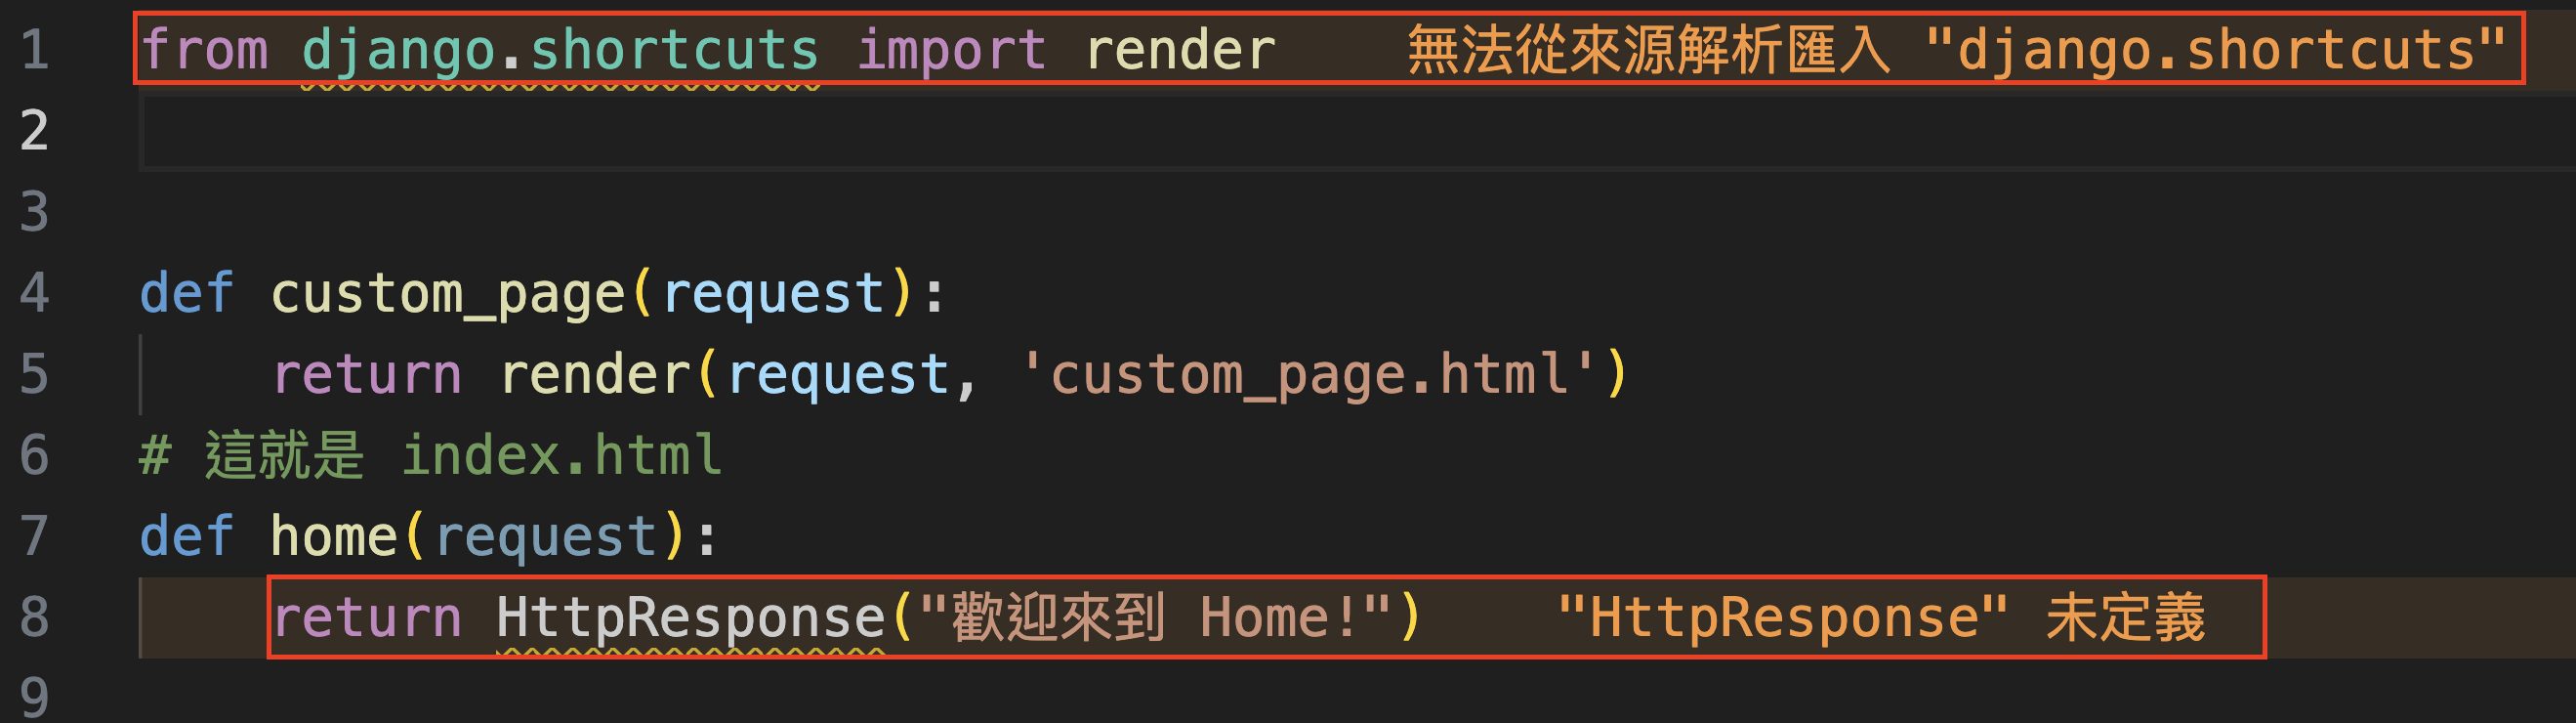 1 from django.shortcuts import render 無法從來源解析匯入 "django.shortcuts"
2
3
4 def custom_page(request):
5 return render(request, 'custom_page.html')
6 # 這就是 index.html
7 def home(request):
8 return HttpResponse("歡迎來到 Home!") "HttpResponse" 未定義
9